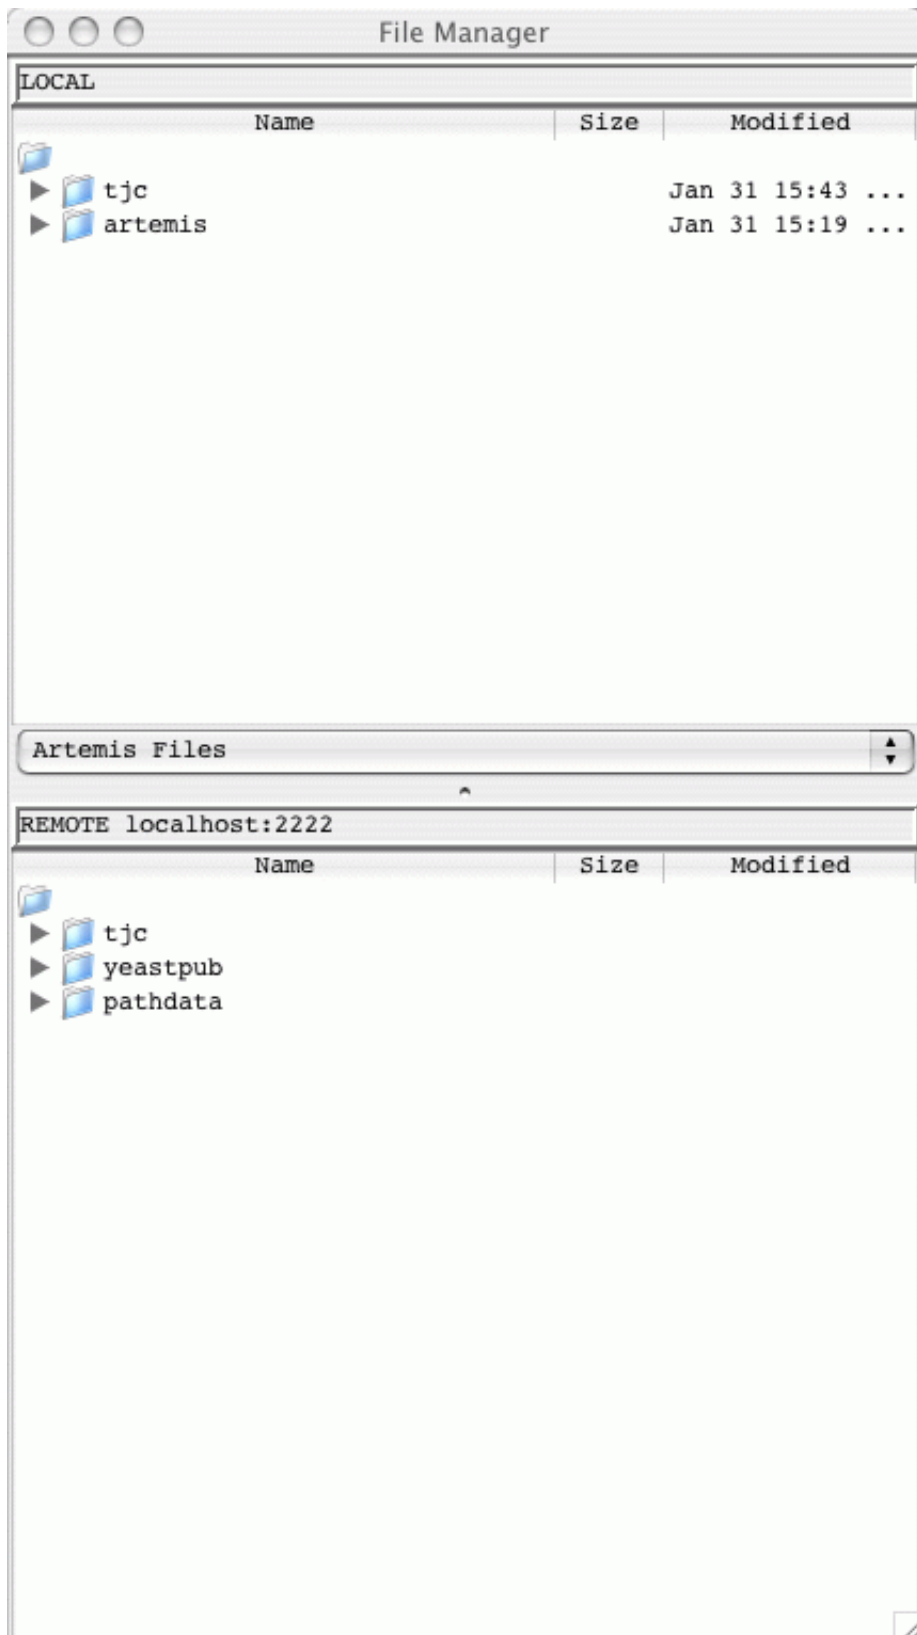 File Manager
LOCAL
Name Size Modified
tjc Jan 31 15:43 ...
artemis Jan 31 15:19 ...
Artemis Files
REMOTE localhost:2222
Name Size Modified
tjc
yeastpub
pathdata